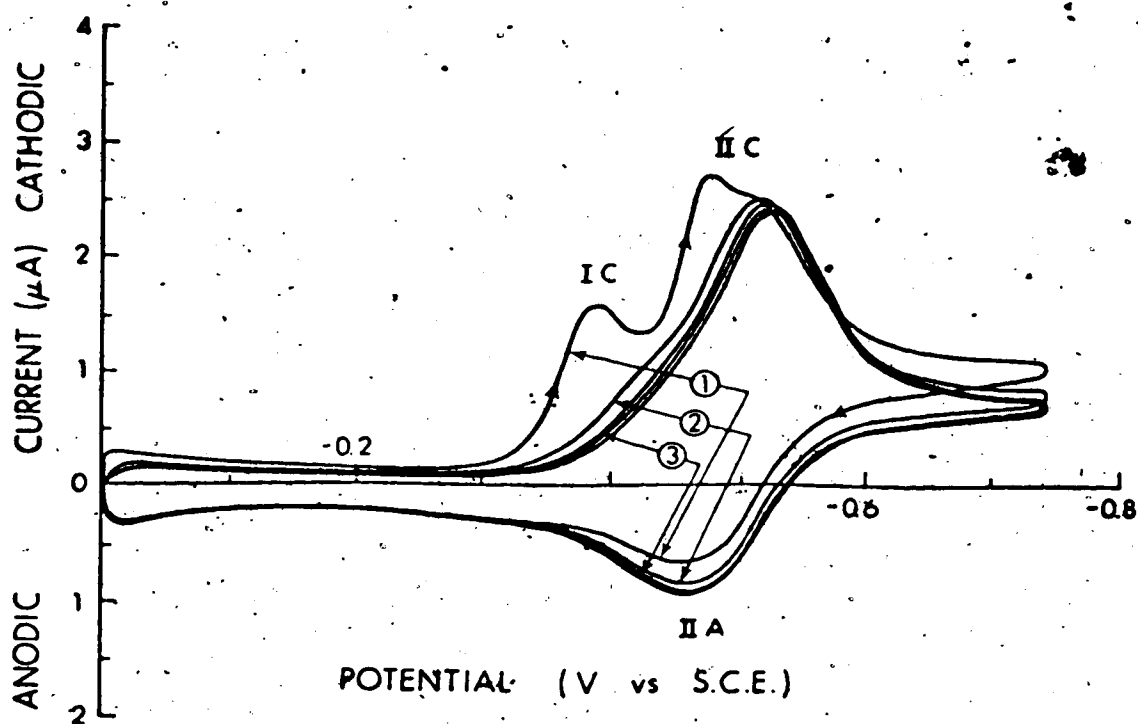 4
3
2
1
0
1
2
CURRENT (μA) CATHODIC
ANODIC
II C
I C
-0.2
①
②
③
-0.6
-0.8
II A
POTENTIAL (V vs S.C.E.)